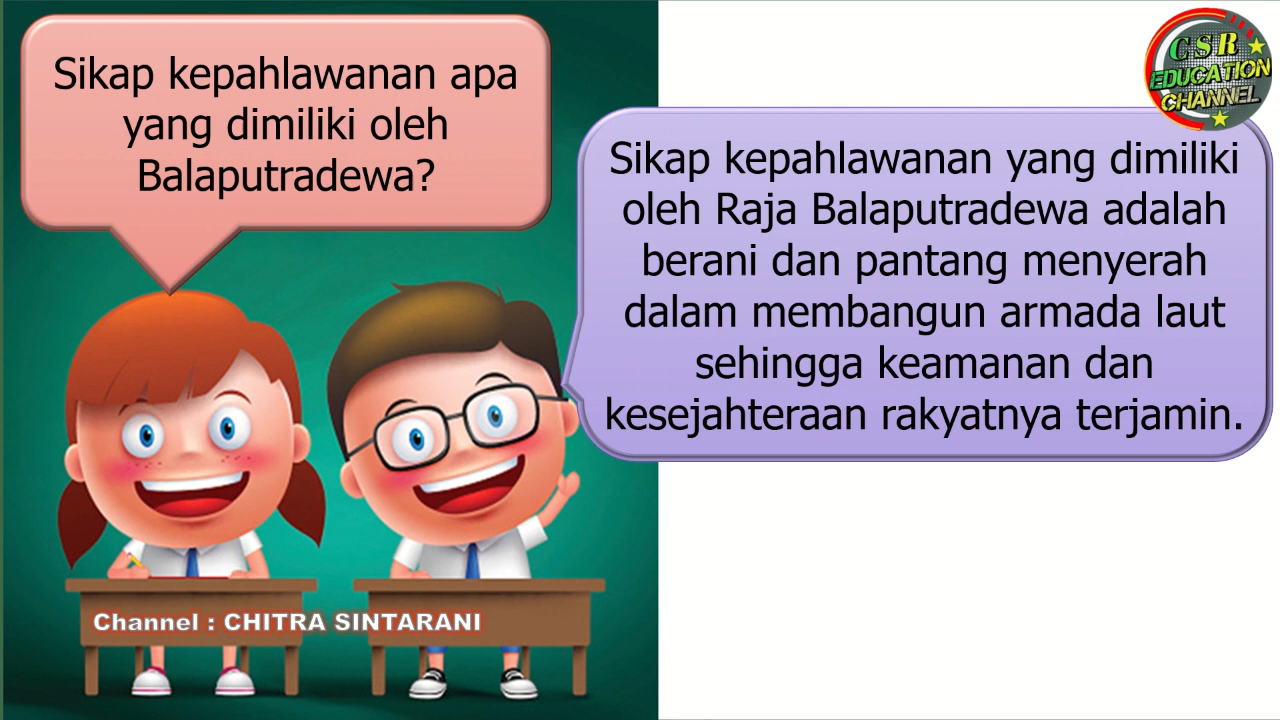 Sikap kepahlawanan apa
yang dimiliki oleh
Balaputradewa?
CSR
EDUCATION
CHANNEL
Sikap kepahlawanan yang dimiliki
oleh Raja Balaputradewa adalah
berani dan pantang menyerah
dalam membangun armada laut
sehingga keamanan dan
kesejahteraan rakyatnya terjamin.
Channel : CHITRA SINTARANI